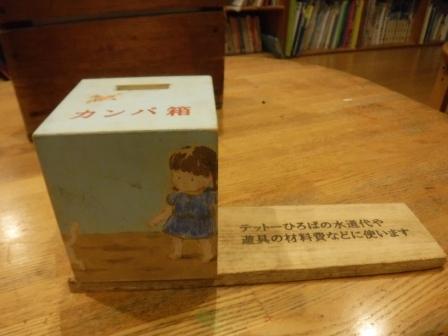 カンパ箱
テットーひろばの水道代や
遊具の材料費などに使います